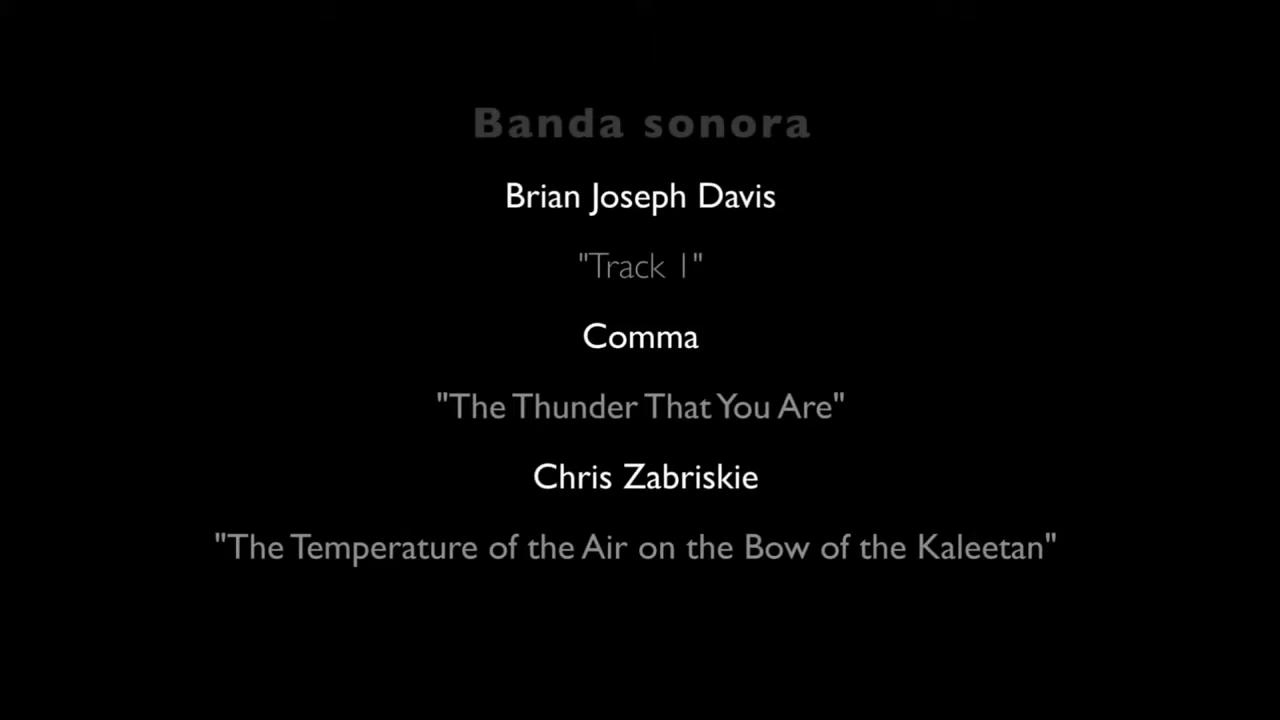 Banda sonora
Brian Joseph Davis
"Track 1"
Comma
"The Thunder That You Are"
Chris Zabriskie
"The Temperature of the Air on the Bow of the Kaleetan"